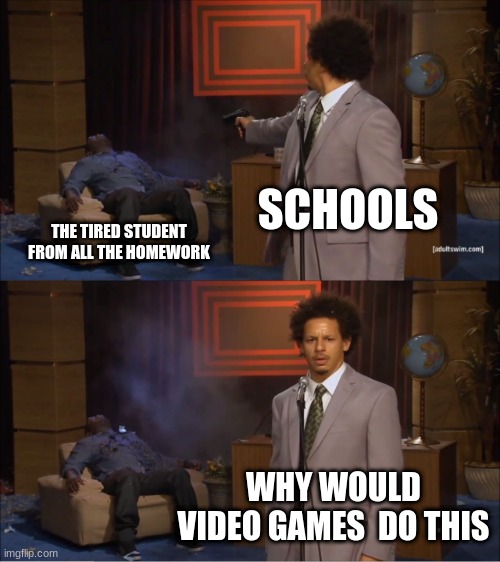 SCHOOLS
THE TIRED STUDENT
FROM ALL THE HOMEWORK
[adultswim.com]
WHY WOULD
VIDEO GAMES DO THIS
imgflip.com